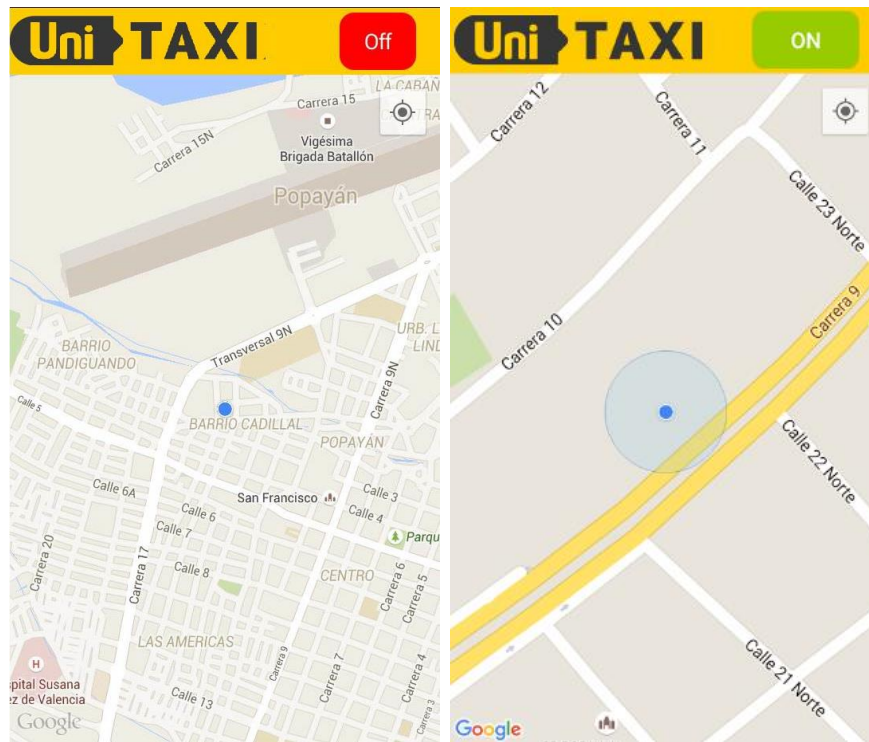 Uni TAXI
Off
LA CABAÑ
Carrera 15
RA
Carrera 15N
Vigésima
Brigada Batallón
Popayán
URB. L
LIND
Transversal 9N
BARRIO
PANDIGUANDO
Carrera 9N
Calle 5
BARRIO CADILLAL
POPAYAN
San Francisco
Calle 6A
Calle 3
Calle 6
Calle 4
Calle 7
Parqu
Carrera 20
Carrera 17
Calle 8
CENTRO
Carrera 6
Carrera 5
LAS AMERICAS
H
Carrera 9
Carrera 7
Carrera 4
spital Susana
ez de Valencia
Calle 13
Carrera 3
Google
Uni TAXI
ON
Carrera 12
Carrera 11
Calle 23 Norte
Carrera 9
Carrera 10
Calle 22 Norte
Calle 21 Norte
Google